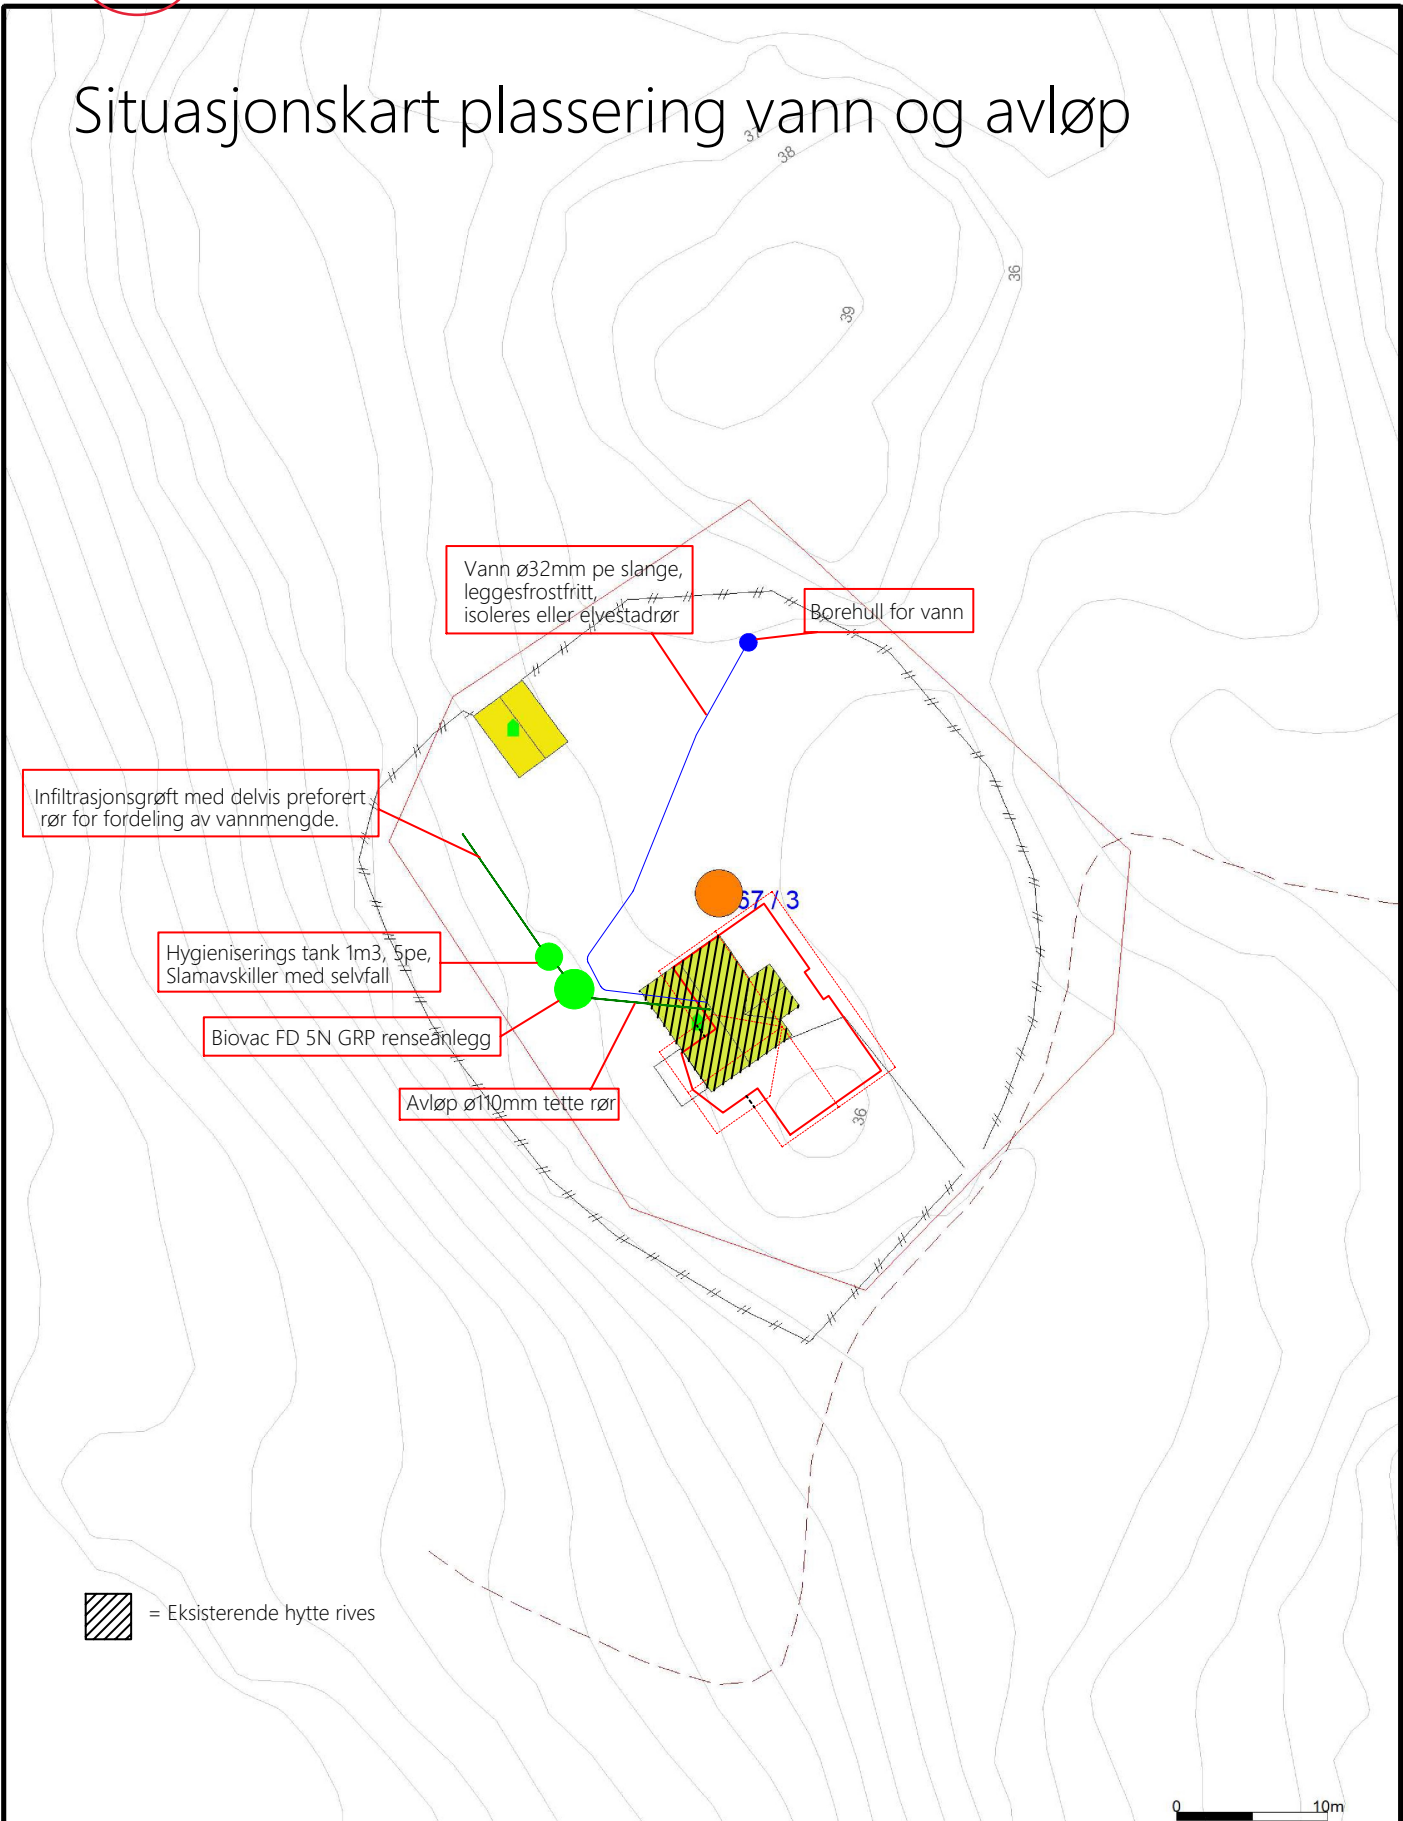 Situasjonskart plassering vann og avløp
37
38
36
39
Vann ø32mm pe slange,
leggesfrostfritt,
isoleres eller elvestadrør
Borehull for vann
Infiltrasjonsgrøft med delvis preforert
rør for fordeling av vannmengde.
67 / 3
Hygieniserings tank 1m3, 5pe,
Slamavskiller med selvfall
Biovac FD 5N GRP renseanlegg
Avløp ø110mm tette rør
36
= Eksisterende hytte rives
0 10m